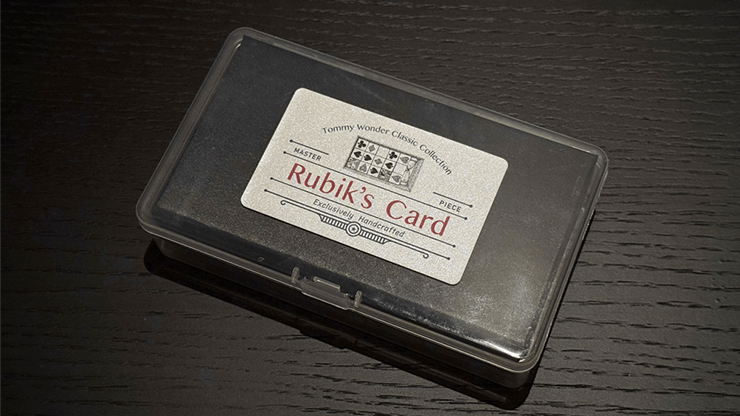 Tommy Wonder Classic Collection
MASTER PIECE
Rubik's Card
Exclusively Handcrafted